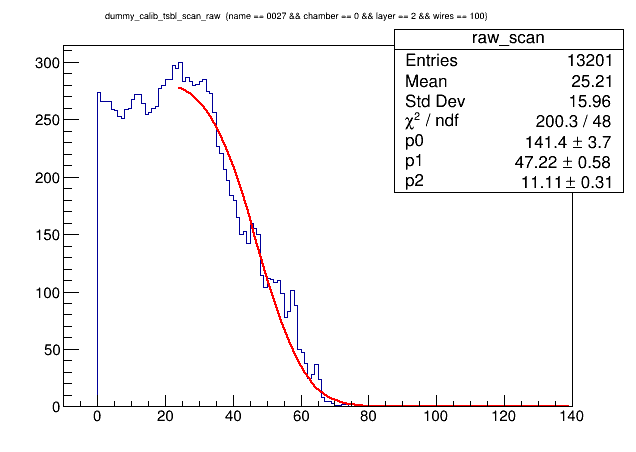 dummy_calib_tsbl_scan_raw (name == 0027 && chamber == 0 && layer == 2 && wires == 100)
raw_scan
Entries 13201
Mean 25.21
Std Dev 15.96
χ² / ndf 200.3 / 48
p0 141.4 ± 3.7
p1 47.22 ± 0.58
p2 11.11 ± 0.31
300
250
200
150
100
50
0
0 20 40 60 80 100 120 140